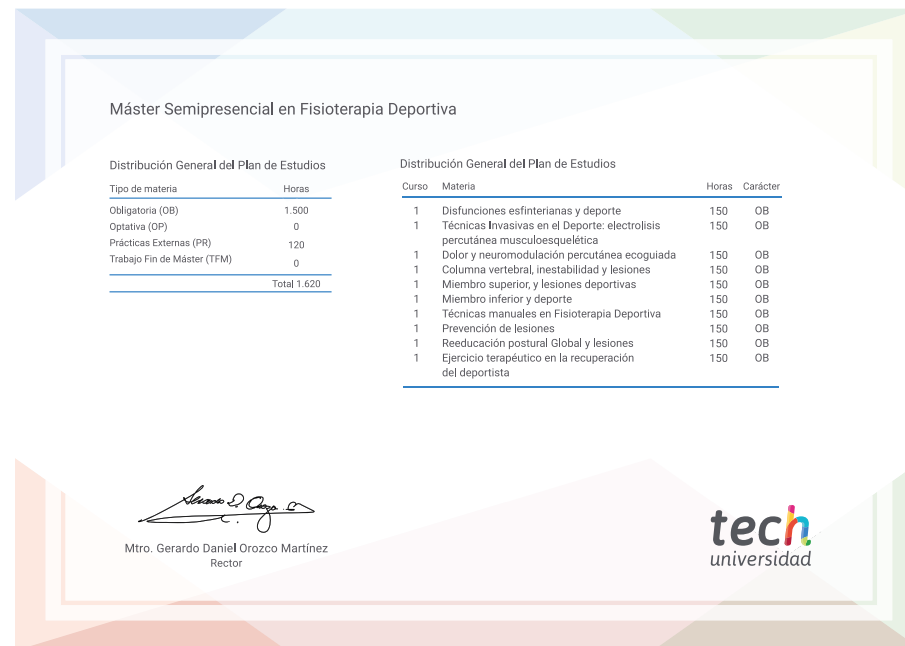 Máster Semipresencial en Fisioterapia Deportiva
Distribución General del Plan de Estudios
Tipo de materia Horas
Obligatoria (OB) 1.500
Optativa (OP) 0
Prácticas Externas (PR) 120
Trabajo Fin de Máster (TFM) 0
Total 1.620
Distribución General del Plan de Estudios
Curso Materia Horas Carácter
1 Disfunciones esfinterianas y deporte 150 OB
1 Técnicas Invasivas en el Deporte: electrolisis 150 OB
percutánea musculoesquelética
1 Dolor y neuromodulación percutánea ecoguiada 150 OB
1 Columna vertebral, inestabilidad y lesiones 150 OB
1 Miembro superior, y lesiones deportivas 150 OB
1 Miembro inferior y deporte 150 OB
1 Técnicas manuales en Fisioterapia Deportiva 150 OB
1 Prevención de lesiones 150 OB
1 Reeducación postural Global y lesiones 150 OB
1 Ejercicio terapéutico en la recuperación 150 OB
del deportista
Mtro. Gerardo Daniel Orozco Martínez
Rector
tech
universidad